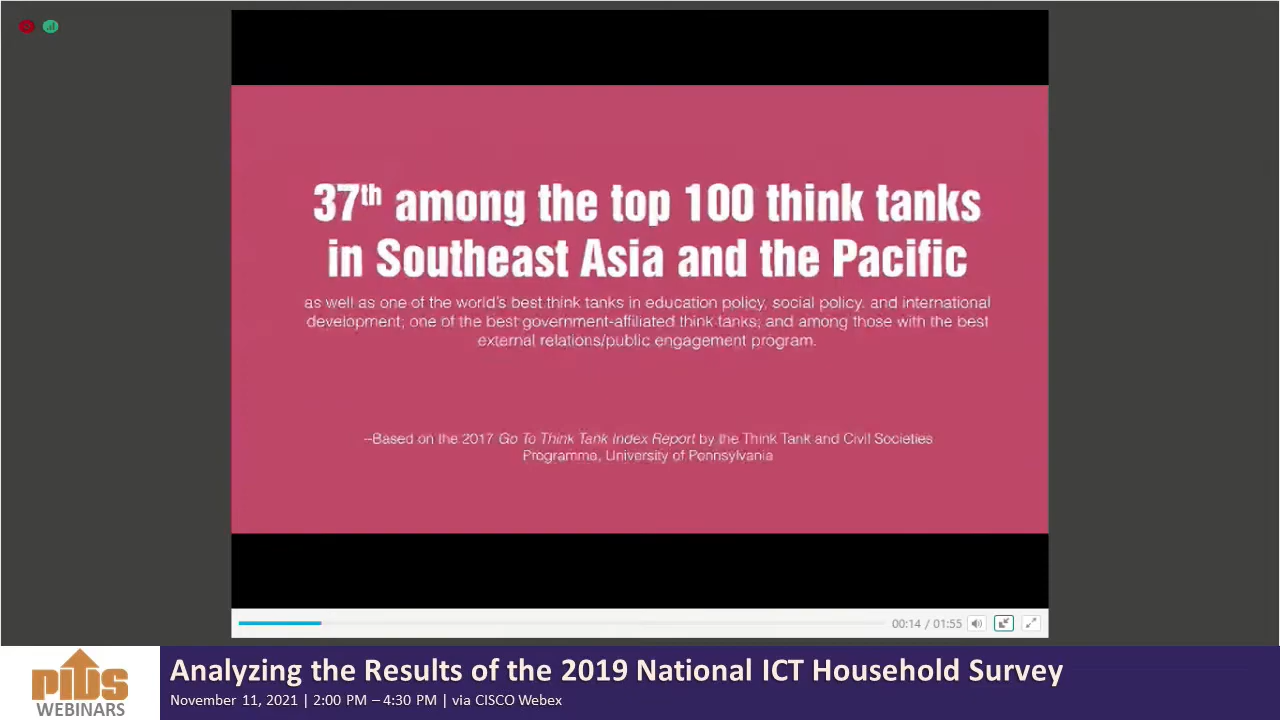 37th among the top 100 think tanks
in Southeast Asia and the Pacific
as well as one of the world's best think tanks in education policy, social policy, and international
development; one of the best government-affiliated think tanks; and among those with the best
external relations/public engagement program.
–Based on the 2017 Go To Think Tank Index Report by the Think Tank and Civil Societies
Programme, University of Pennsylvania
00:14 / 01:55
pids
WEBINARS
Analyzing the Results of the 2019 National ICT Household Survey
November 11, 2021 | 2:00 PM – 4:30 PM | via CISCO Webex